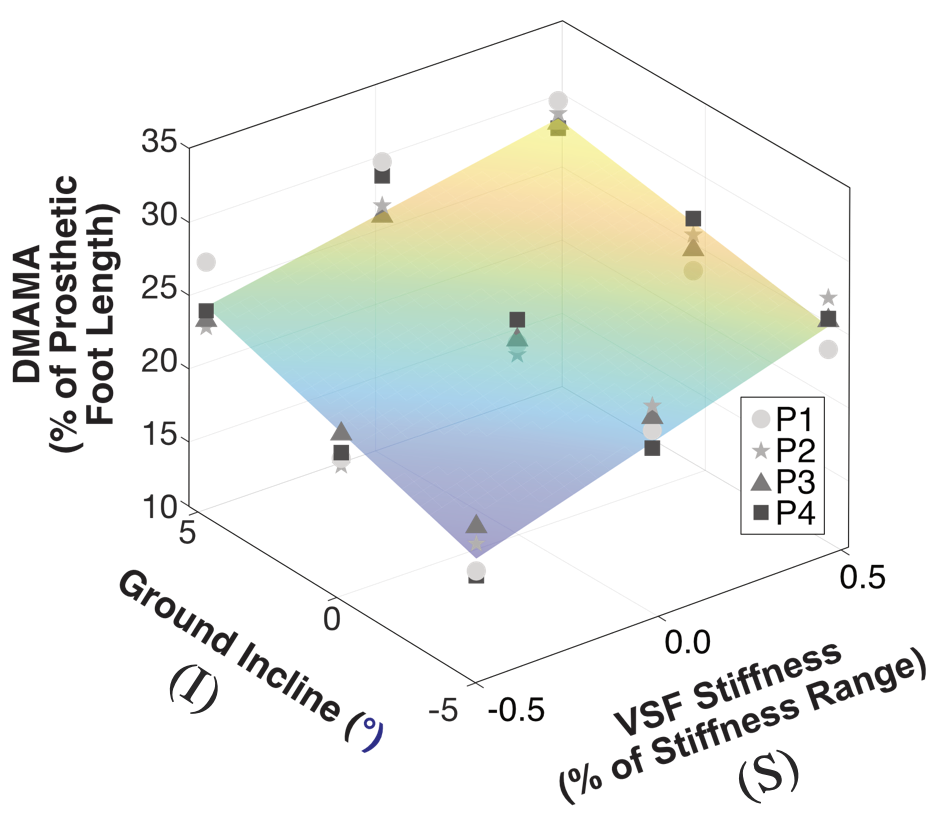 DMAMA
(% of Prosthetic
Foot Length)
35
30
25
20
15
10
5
0
-5
Ground Incline (°)
(I)
-0.5
0.0
0.5
VSF Stiffness
(% of Stiffness Range)
(S)
P1
P2
P3
P4